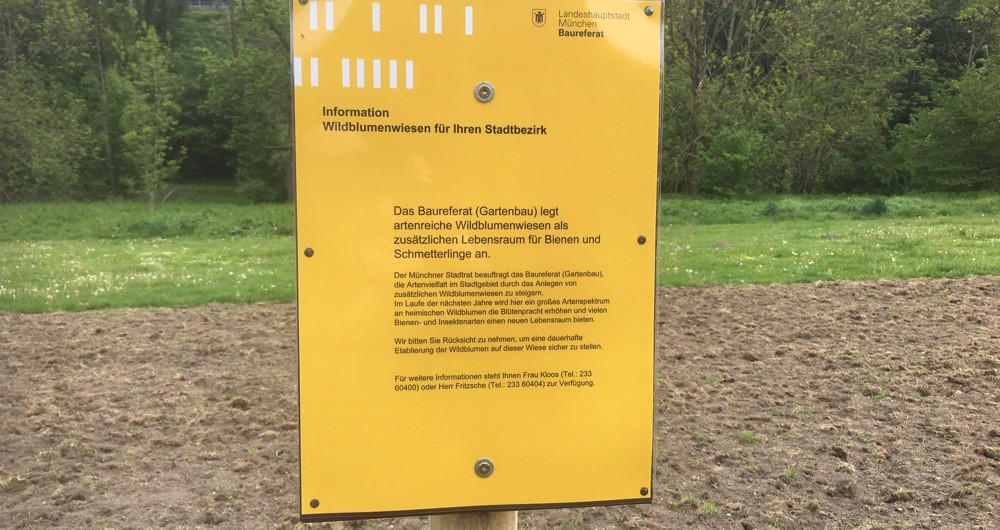 Landeshauptstadt
München
Baureferat
Information
Wildblumenwiesen für Ihren Stadtbezirk
Das Baureferat (Gartenbau) legt
artenreiche Wildblumenwiesen als
zusätzlichen Lebensraum für Bienen und
Schmetterlinge an.
Der Münchner Stadtrat beauftragt das Baureferat (Gartenbau),
die Artenvielfalt im Stadtgebiet durch das Anlegen von
zusätzlichen Wildblumenwiesen zu steigern.
Im Laufe der nächsten Jahre wird hier ein großes Artenspektrum
an heimischen Wildblumen die Blütenpracht erhöhen und vielen
Bienen- und Insektenarten einen neuen Lebensraum bieten.
Wir bitten Sie Rücksicht zu nehmen, um eine dauerhafte
Etablierung der Wildblumen auf dieser Wiese sicher zu stellen.
Für weitere Informationen steht Ihnen Frau Kloos (Tel.: 233
60400) oder Herr Fritzsche (Tel.: 233 60404) zur Verfügung.